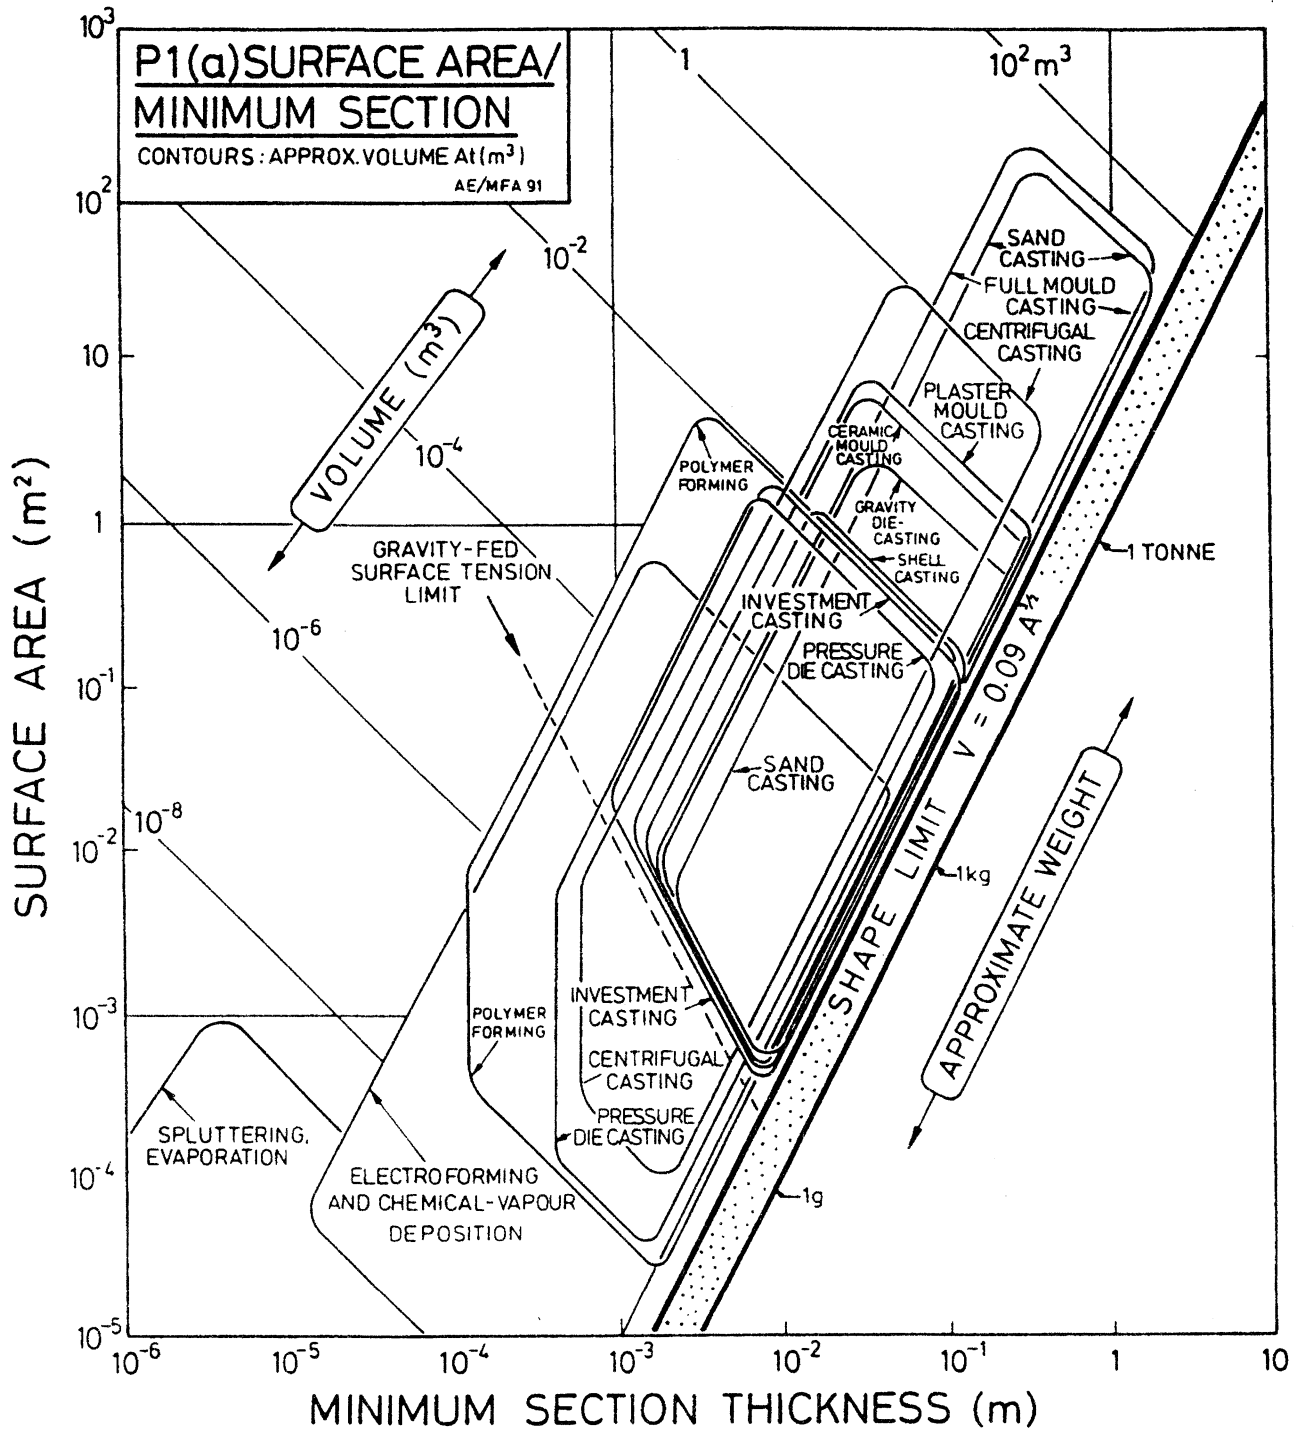 P1(a) SURFACE AREA/
MINIMUM SECTION
CONTOURS : APPROX. VOLUME At (m³)
AE/MFA 91
10³
10²
10
1
10⁻¹
10⁻²
10⁻³
10⁻⁴
10⁻⁵
SURFACE AREA (m²)
1
10² m³
10⁻²
10⁻⁴
10⁻⁶
10⁻⁸
VOLUME (m³)
SAND
CASTING
FULL MOULD
CASTING
CENTRIFUGAL
CASTING
PLASTER
MOULD
CASTING
CERAMIC
MOULD
CASTING
POLYMER
FORMING
GRAVITY
DIE-
CASTING
SHELL
CASTING
GRAVITY-FED
SURFACE TENSION
LIMIT
INVESTMENT
CASTING
PRESSURE
DIE CASTING
SAND
CASTING
1 TONNE
SHAPE LIMIT V = 0.09 A^½
1kg
APPROXIMATE WEIGHT
INVESTMENT
CASTING
POLYMER
FORMING
CENTRIFUGAL
CASTING
PRESSURE
DIE CASTING
SPLUTTERING,
EVAPORATION
ELECTROFORMING
AND CHEMICAL-VAPOUR
DEPOSITION
1g
10⁻⁶
10⁻⁵
10⁻⁴
10⁻³
10⁻²
10⁻¹
1
10
MINIMUM SECTION THICKNESS (m)